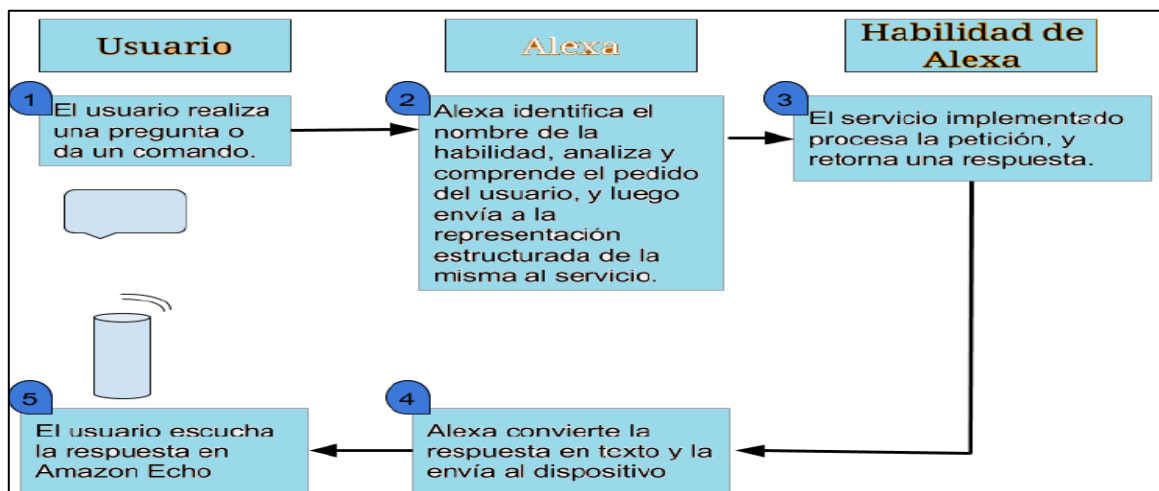 Usuario
Alexa
Habilidad de
Alexa
1
El usuario realiza
una pregunta o
da un comando.
2
Alexa identifica el
nombre de la
habilidad, analiza y
comprende el pedido
del usuario, y luego
envía a la
representación
estructurada de la
misma al servicio.
3
El servicio implementado
procesa la petición, y
retorna una respuesta.
4
Alexa convierte la
respuesta en texto y la
envía al dispositivo
5
El usuario escucha
la respuesta en
Amazon Echo